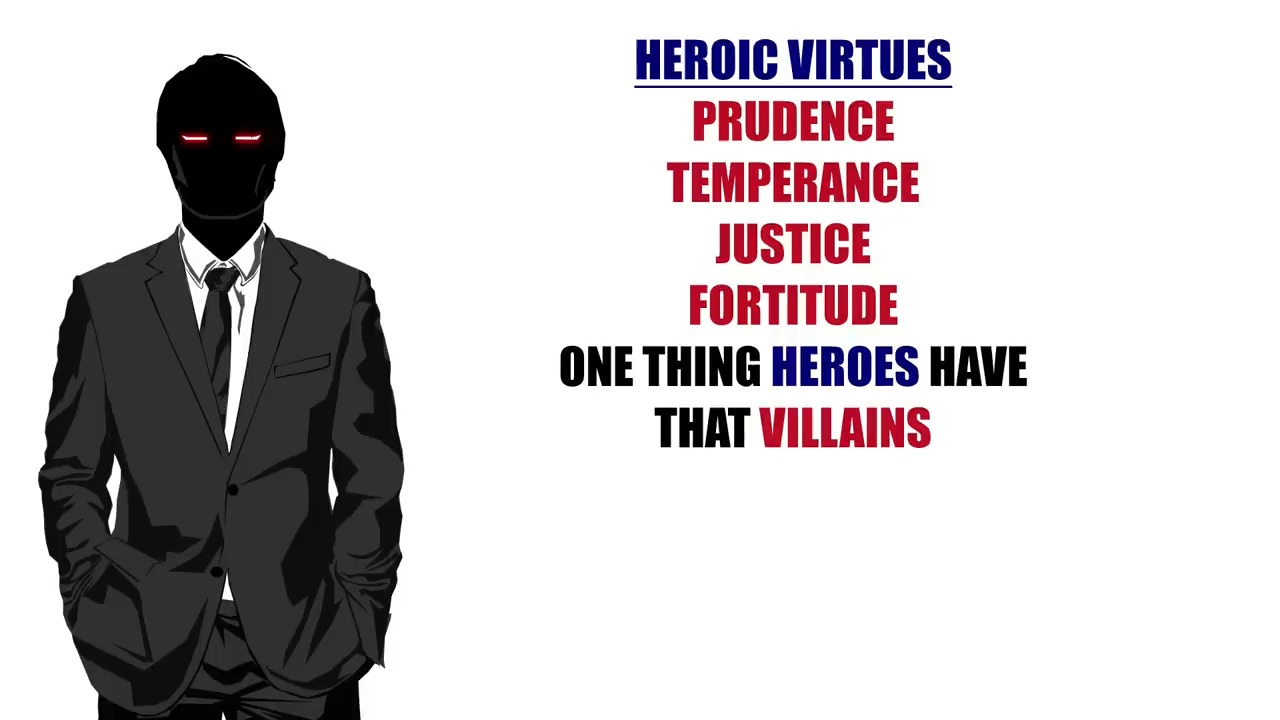 HEROIC VIRTUES
PRUDENCE
TEMPERANCE
JUSTICE
FORTITUDE
ONE THING HEROES HAVE
THAT VILLAINS